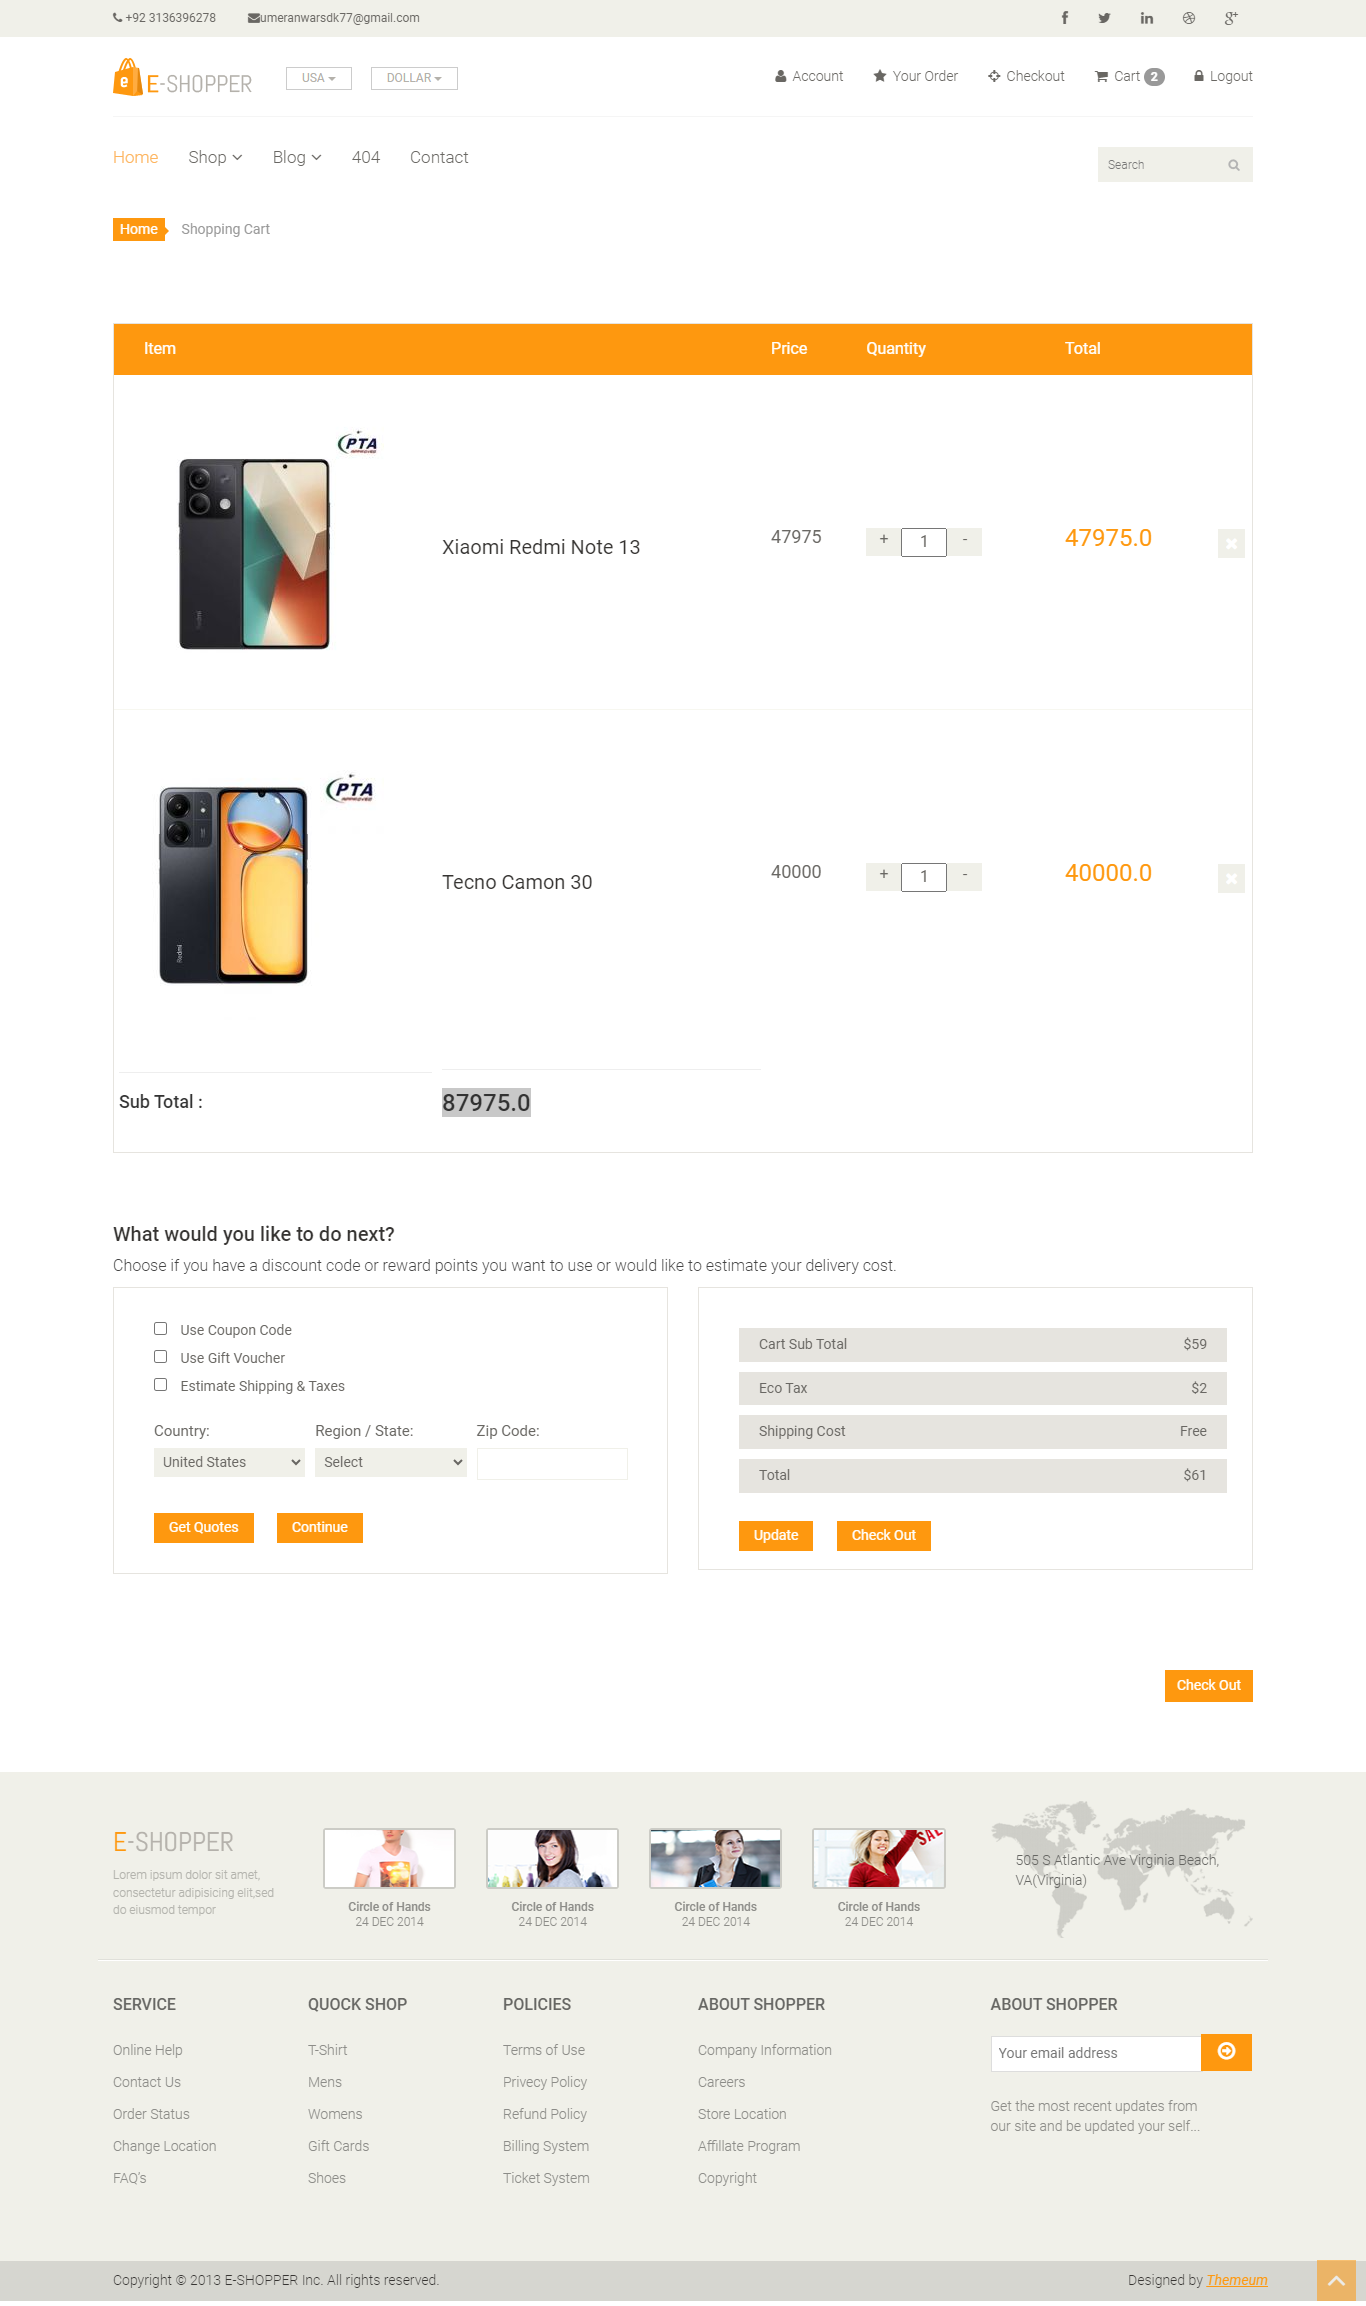 +92 3136396278 umeranwarsdk77@gmail.com
E-SHOPPER USA DOLLAR Account Your Order Checkout Cart 2 Logout
Home Shop Blog 404 Contact Search
Home Shopping Cart
Item Price Quantity Total
PTA
APPROVED
Redmi
Xiaomi Redmi Note 13 47975 + 1 - 47975.0
PTA
APPROVED
Redmi
Tecno Camon 30 40000 + 1 - 40000.0
Sub Total : 87975.0
What would you like to do next?
Choose if you have a discount code or reward points you want to use or would like to estimate your delivery cost.
Use Coupon Code
Use Gift Voucher
Estimate Shipping & Taxes
Country: Region / State: Zip Code:
United States Select
Get Quotes Continue
Cart Sub Total $59
Eco Tax $2
Shipping Cost Free
Total $61
Update Check Out
Check Out
E-SHOPPER
Lorem ipsum dolor sit amet,
consectetur adipisicing elit,sed
do eiusmod tempor
Circle of Hands
24 DEC 2014
Circle of Hands
24 DEC 2014
Circle of Hands
24 DEC 2014
SALE
Circle of Hands
24 DEC 2014
505 S Atlantic Ave Virginia Beach,
VA(Virginia)
SERVICE
Online Help
Contact Us
Order Status
Change Location
FAQ's
QUOCK SHOP
T-Shirt
Mens
Womens
Gift Cards
Shoes
POLICIES
Terms of Use
Privecy Policy
Refund Policy
Billing System
Ticket System
ABOUT SHOPPER
Company Information
Careers
Store Location
Affillate Program
Copyright
ABOUT SHOPPER
Your email address
Get the most recent updates from
our site and be updated your self...
Copyright © 2013 E-SHOPPER Inc. All rights reserved. Designed by Themeum